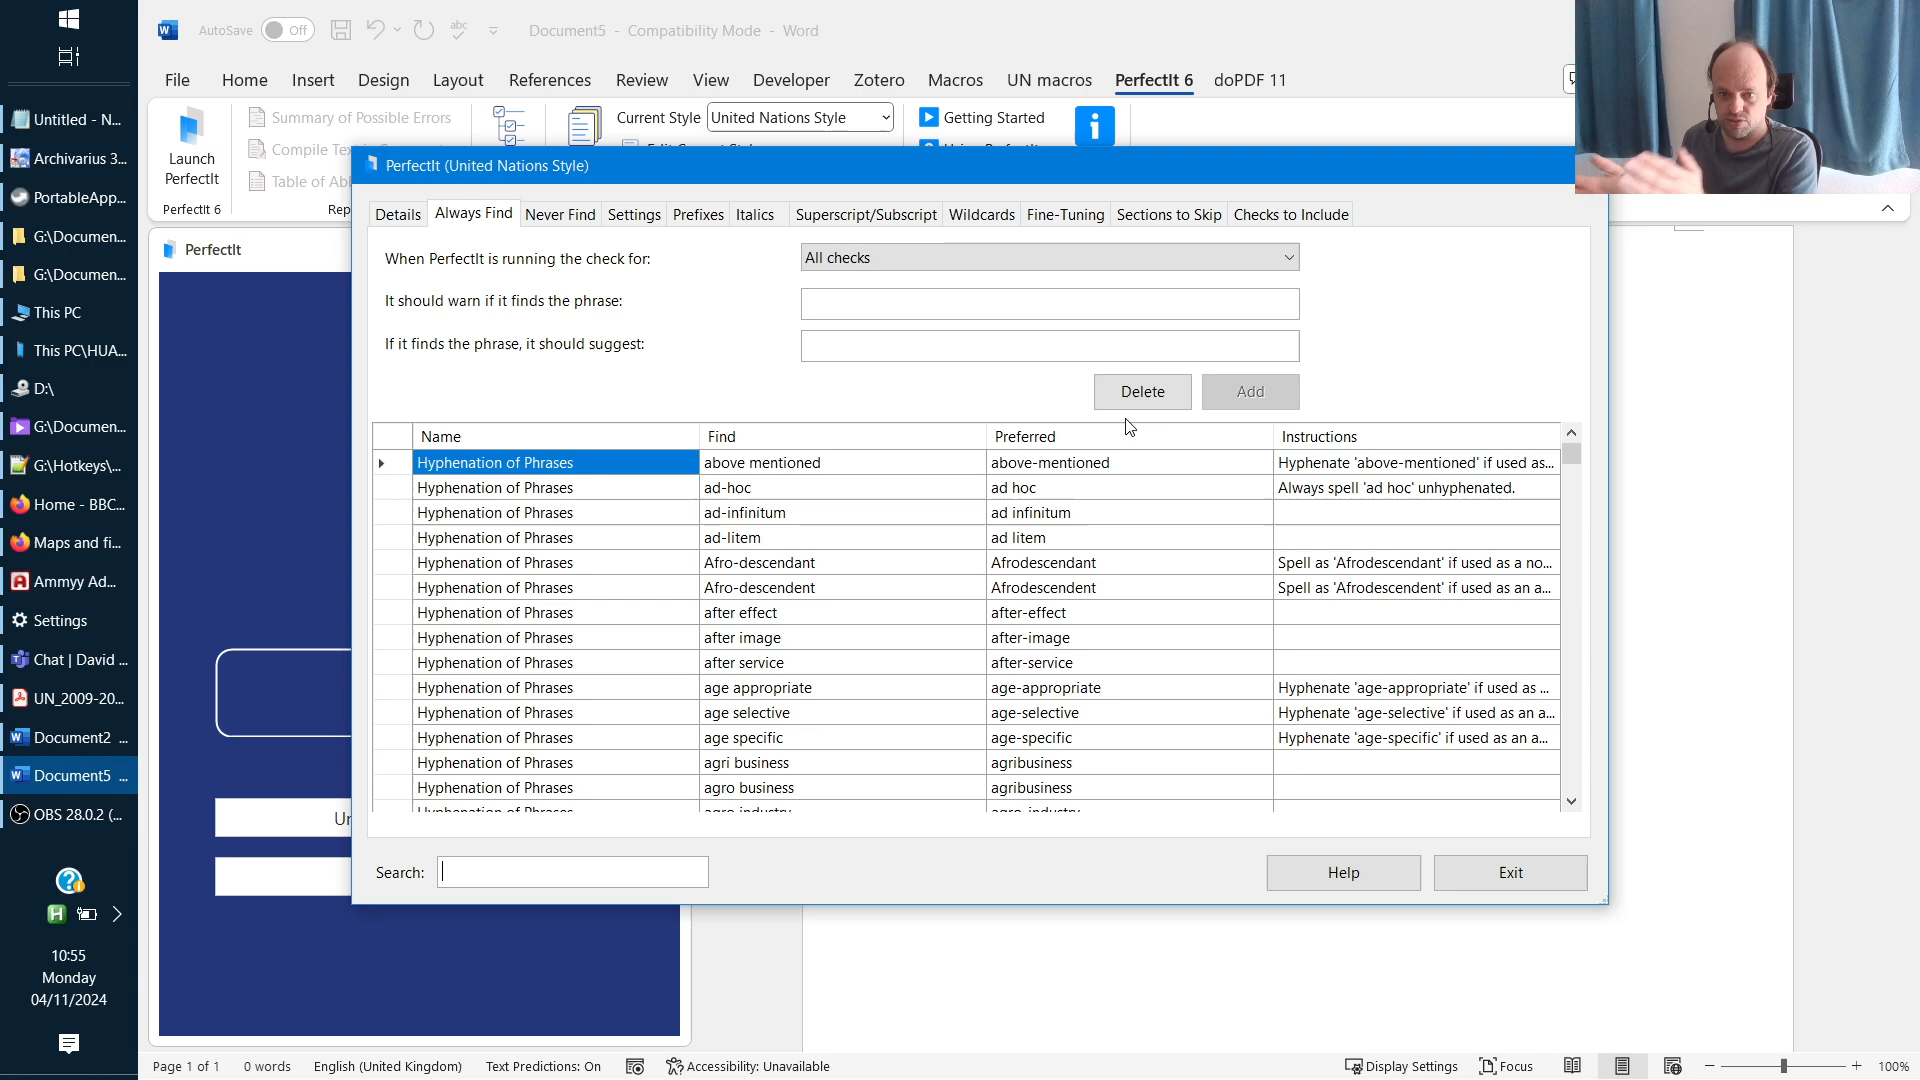 AutoSave Off abc Document5 - Compatibility Mode - Word
File Home Insert Design Layout References Review View Developer Zotero Macros UN macros PerfectIt 6 doPDF 11
Launch
PerfectIt
PerfectIt 6
Summary of Possible Errors
Compile Te
Table of Ab
Rep
Current Style United Nations Style
Getting Started
PerfectIt
PerfectIt (United Nations Style)
Details Always Find Never Find Settings Prefixes Italics Superscript/Subscript Wildcards Fine-Tuning Sections to Skip Checks to Include
When PerfectIt is running the check for: All checks
It should warn if it finds the phrase:
If it finds the phrase, it should suggest:
Delete Add
Name Find Preferred Instructions
Hyphenation of Phrases above mentioned above-mentioned Hyphenate 'above-mentioned' if used as...
Hyphenation of Phrases ad-hoc ad hoc Always spell 'ad hoc' unhyphenated.
Hyphenation of Phrases ad-infinitum ad infinitum
Hyphenation of Phrases ad-litem ad litem
Hyphenation of Phrases Afro-descendant Afrodescendant Spell as 'Afrodescendant' if used as a no...
Hyphenation of Phrases Afro-descendent Afrodescendent Spell as 'Afrodescendent' if used as an a...
Hyphenation of Phrases after effect after-effect
Hyphenation of Phrases after image after-image
Hyphenation of Phrases after service after-service
Hyphenation of Phrases age appropriate age-appropriate Hyphenate 'age-appropriate' if used as ...
Hyphenation of Phrases age selective age-selective Hyphenate 'age-selective' if used as an a...
Hyphenation of Phrases age specific age-specific Hyphenate 'age-specific' if used as an a...
Hyphenation of Phrases agri business agribusiness
Hyphenation of Phrases agro business agribusiness
Hyphenation of Phrases agro industry agro-industry
Search: Help Exit
Ur
Untitled - N...
Archivarius 3...
PortableApp...
G:\Documen...
G:\Documen...
This PC
This PC\HUA...
D:\
G:\Documen...
G:\Hotkeys\...
Home - BBC...
Maps and fi...
Ammyy Ad...
Settings
Chat | David ...
UN_2009-20...
Document2 ...
Document5 ...
OBS 28.0.2 (...
H
10:55
Monday
04/11/2024
Page 1 of 1 0 words English (United Kingdom) Text Predictions: On Accessibility: Unavailable Display Settings Focus 100%